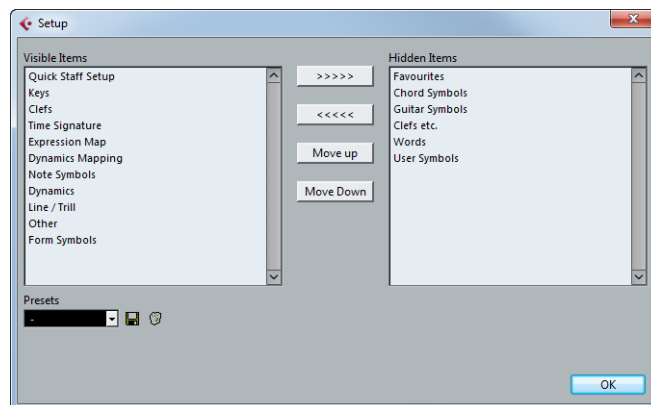 Setup
Visible Items
Quick Staff Setup
Keys
Clefs
Time Signature
Expression Map
Dynamics Mapping
Note Symbols
Dynamics
Line / Trill
Other
Form Symbols
>>>>>
<<<<<
Move up
Move Down
Hidden Items
Favourites
Chord Symbols
Guitar Symbols
Clefs etc.
Words
User Symbols
Presets
-
OK